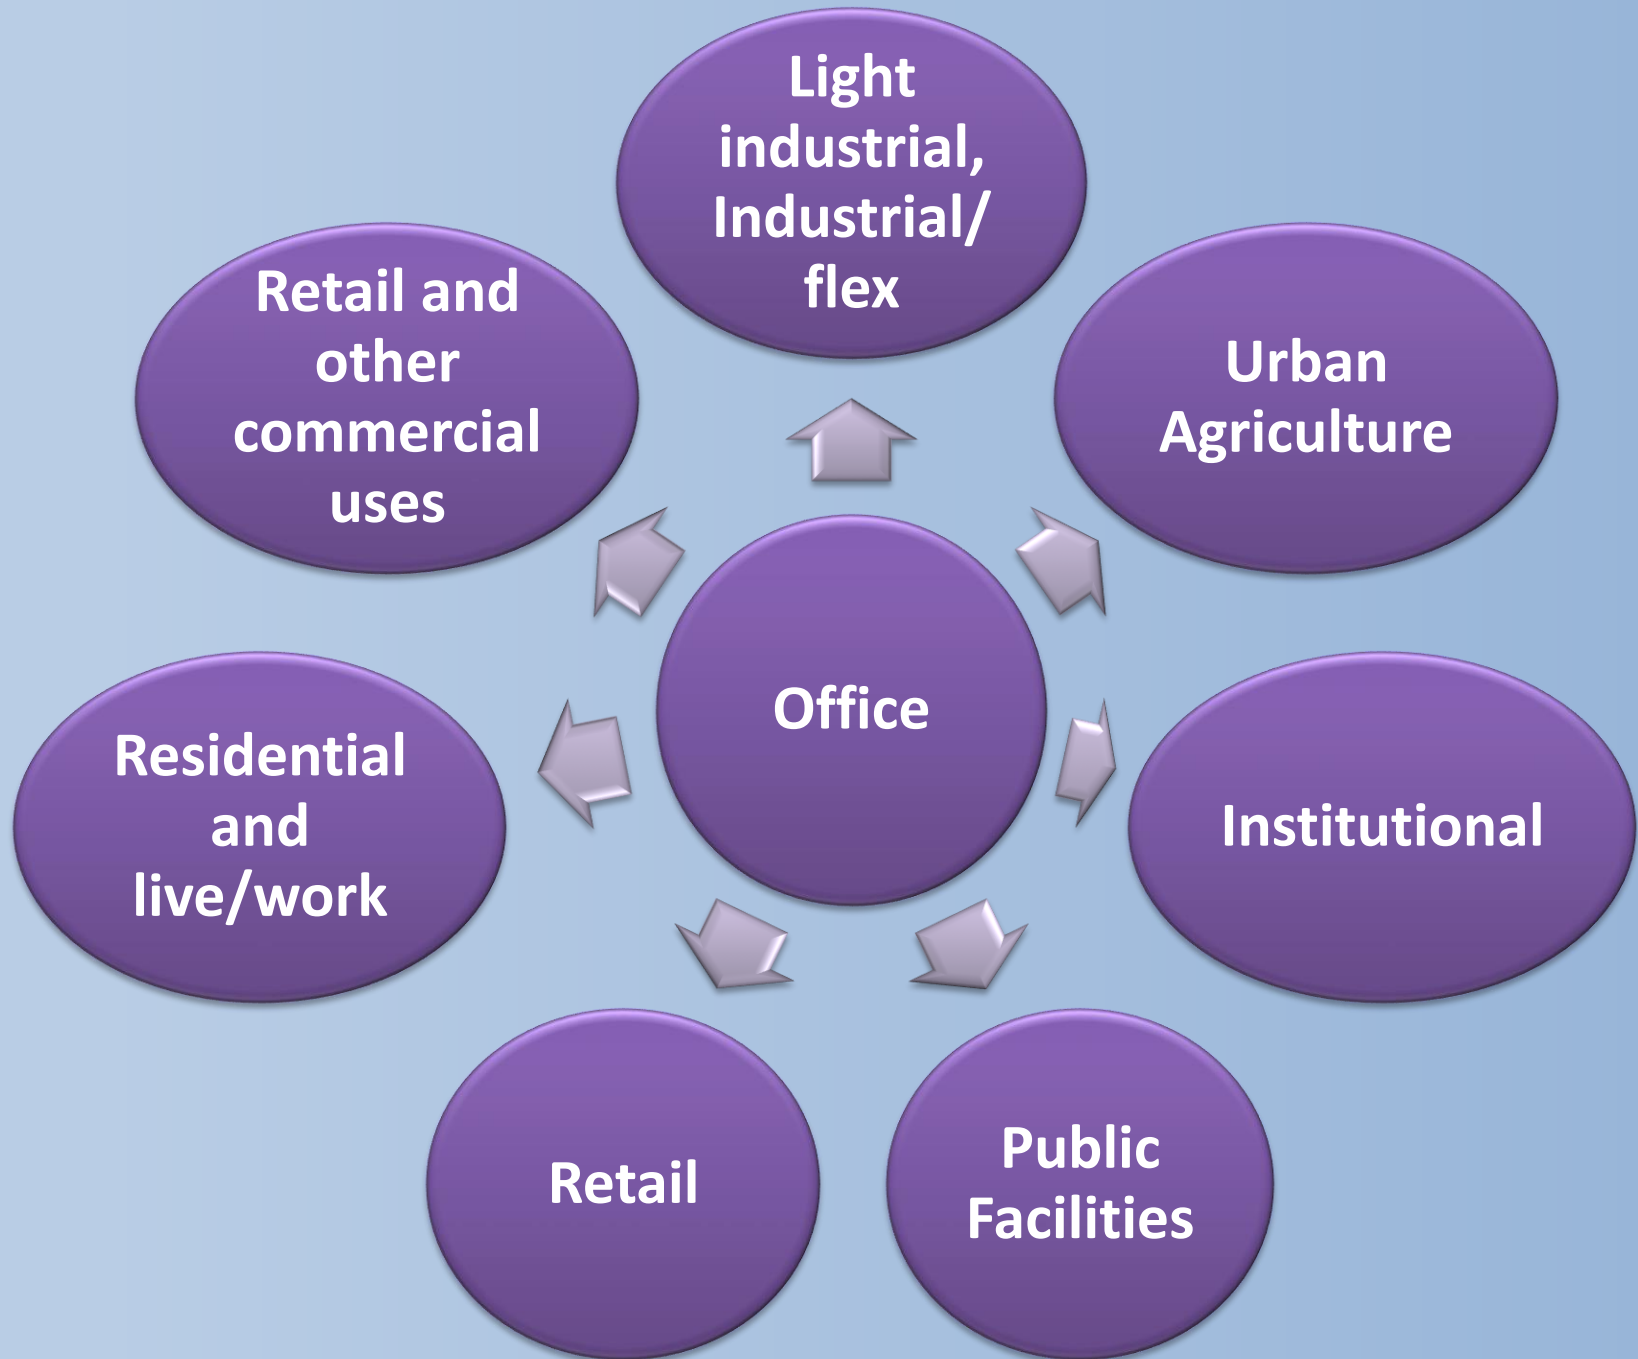 Light
industrial,
Industrial/
flex
Retail and
other
commercial
uses
Urban
Agriculture
Office
Residential
and
live/work
Institutional
Retail
Public
Facilities